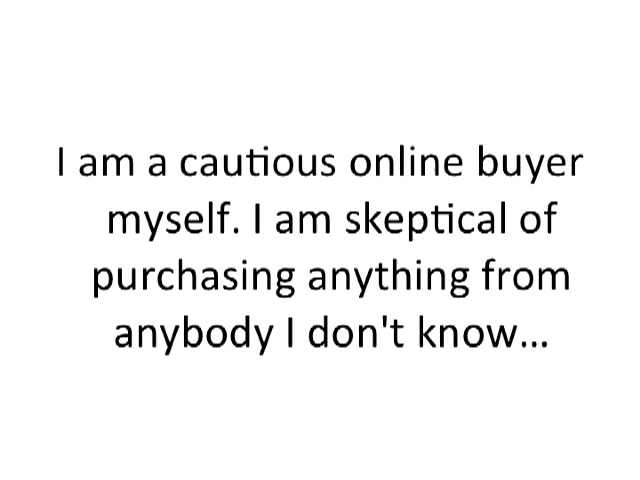 I am a cautious online buyer
myself. I am skeptical of
purchasing anything from
anybody I don't know...